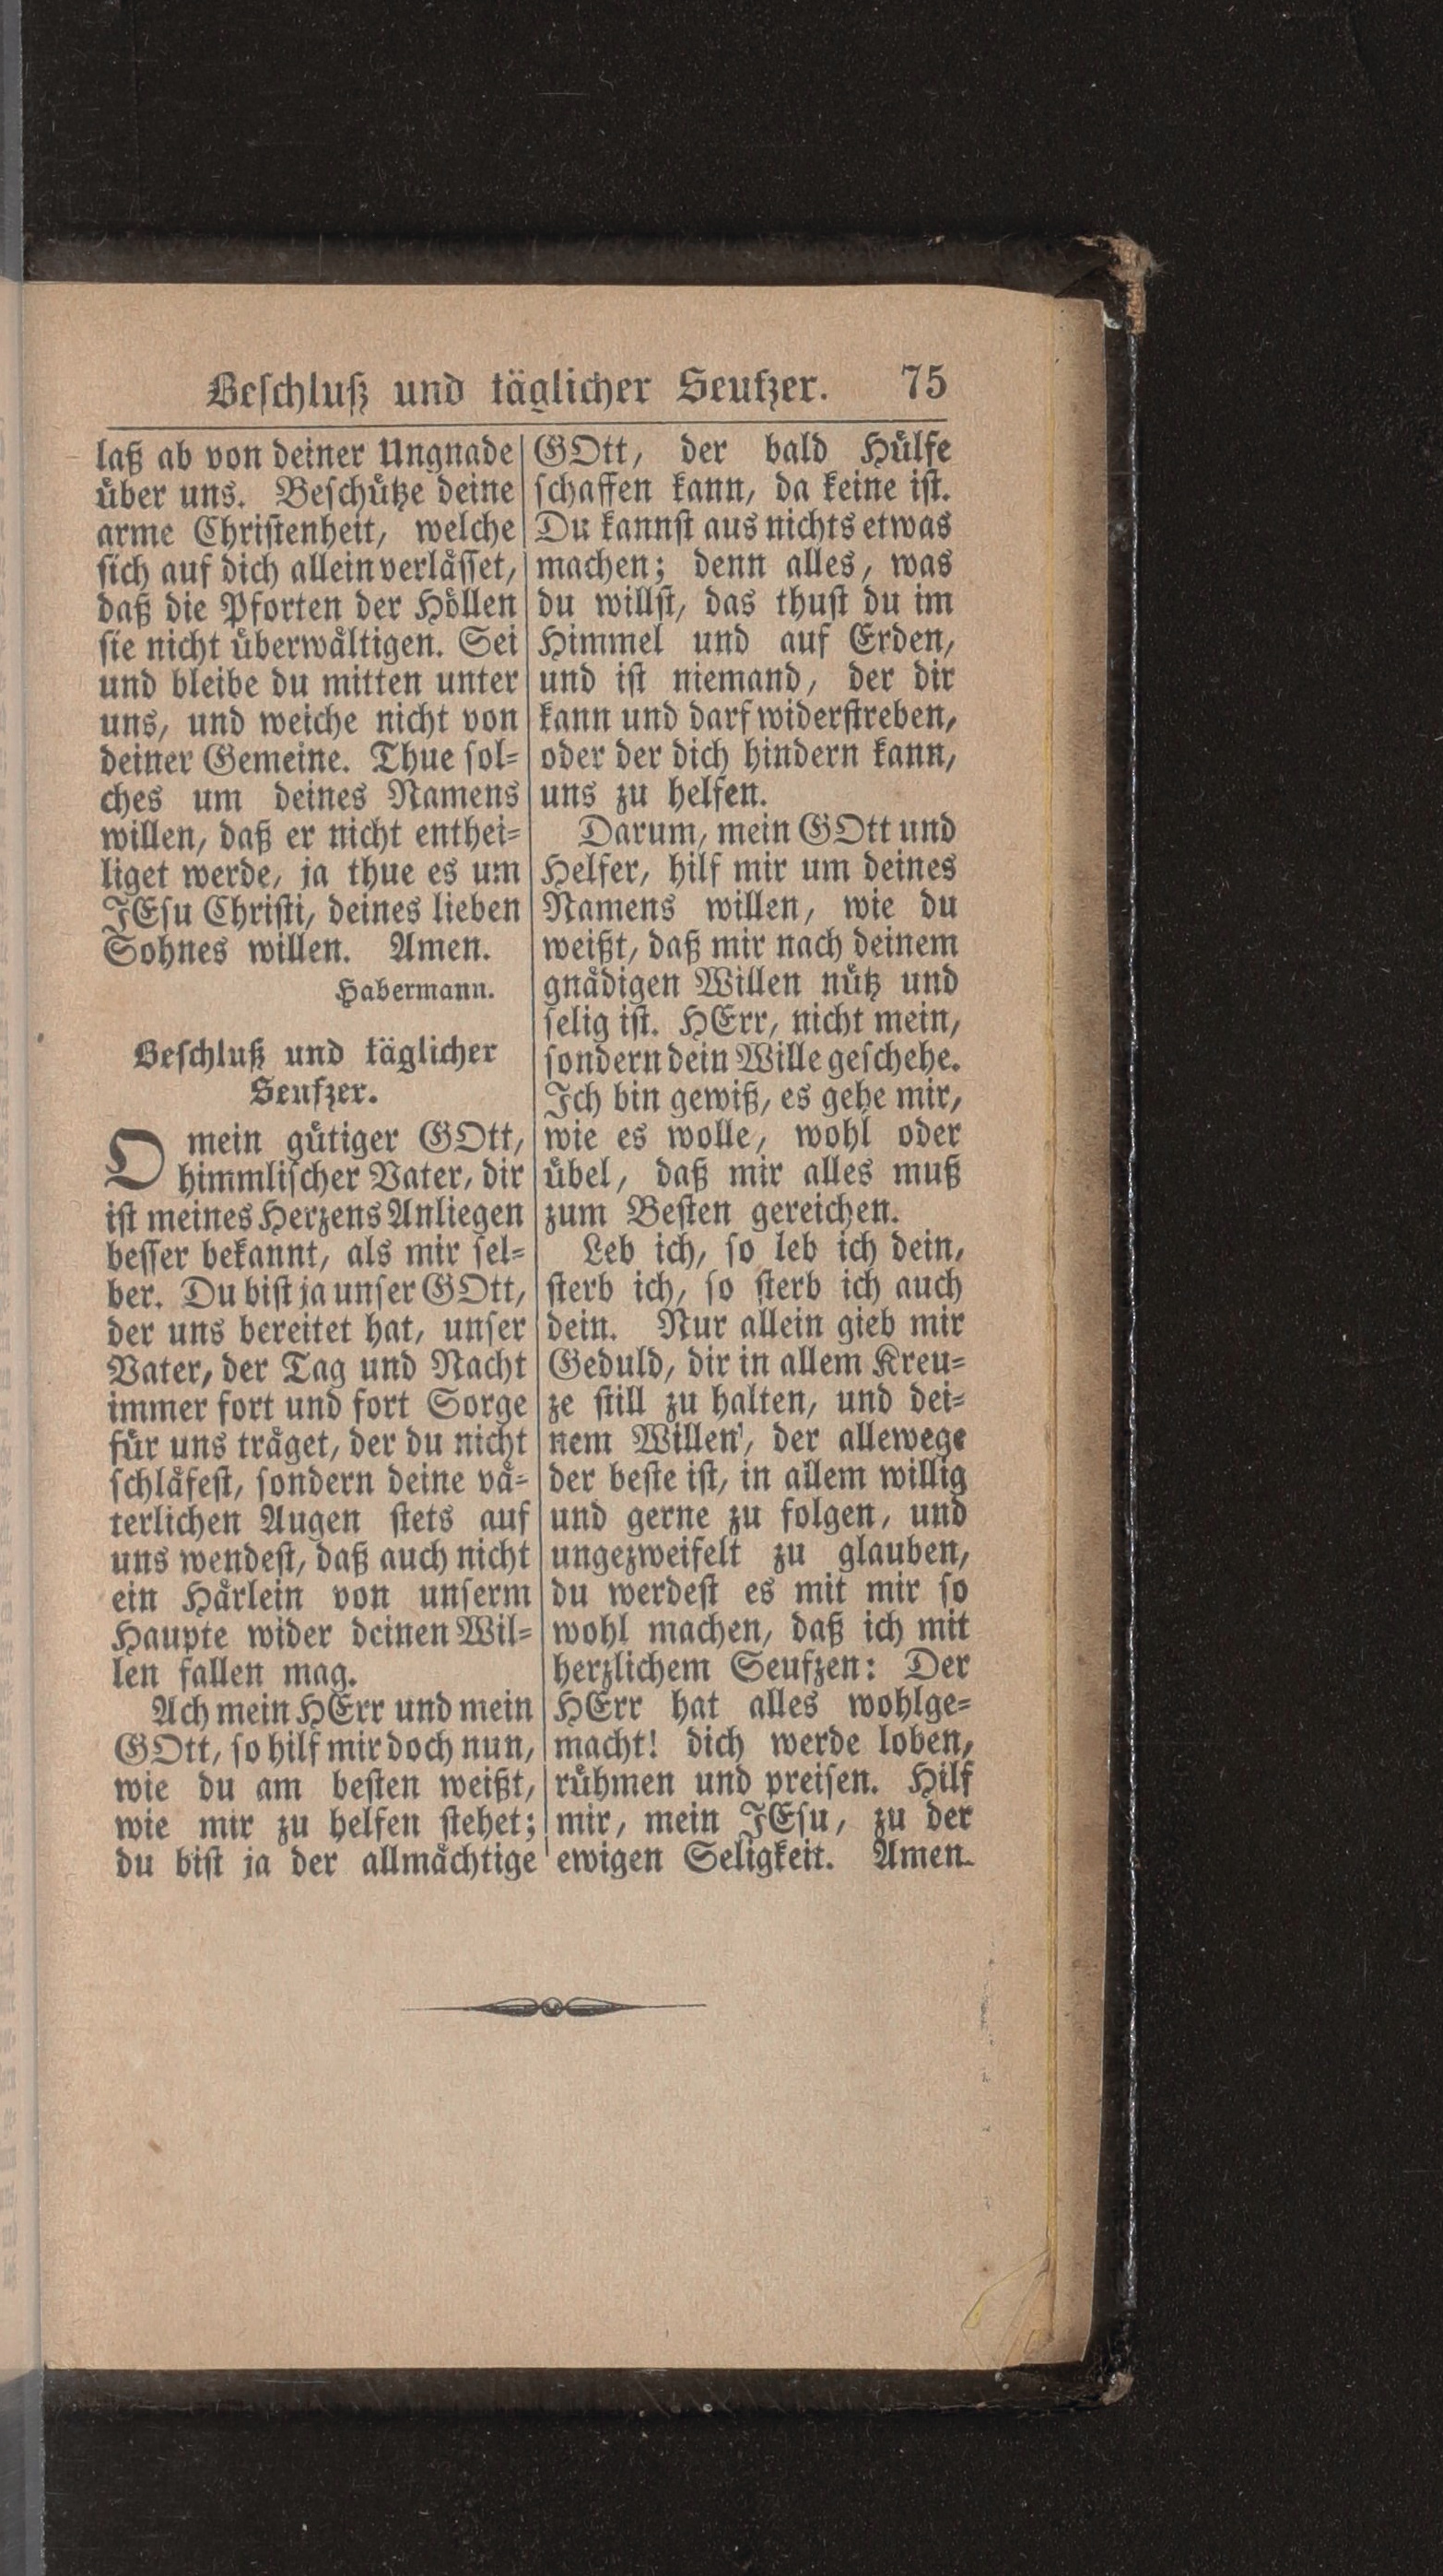 Beschluß und täglicher Seufzer. 75
laß ab von deiner Ungnade
über uns. Beschütze deine
arme Christenheit, welche
sich auf dich allein verlässet,
daß die Pforten der Höllen
sie nicht überwältigen. Sei
und bleibe du mitten unter
uns, und weiche nicht von
deiner Gemeine. Thue sol-
ches um deines Namens
willen, daß er nicht enthei-
liget werde, ja thue es um
JEsu Christi, deines lieben
Sohnes willen. Amen.
Habermann.
Beschluß und täglicher
Seufzer.
O mein gütiger GOtt,
himmlischer Vater, dir
ist meines Herzens Anliegen
besser bekannt, als mir sel-
ber. Du bist ja unser GOtt,
der uns bereitet hat, unser
Vater, der Tag und Nacht
immer fort und fort Sorge
für uns träget, der du nicht
schläfest, sondern deine vä-
terlichen Augen stets auf
uns wendest, daß auch nicht
ein Härlein von unserm
Haupte wider deinen Wil-
len fallen mag.
Ach mein HErr und mein
GOtt, so hilf mir doch nun,
wie du am besten weißt,
wie mir zu helfen stehet;
du bist ja der allmächtige
GOtt, der bald Hülfe
schaffen kann, da keine ist.
Du kannst aus nichts etwas
machen; denn alles, was
du willst, das thust du im
Himmel und auf Erden,
und ist niemand, der dir
kann und darf widerstreben,
oder der dich hindern kann,
uns zu helfen.
Darum, mein GOtt und
Helfer, hilf mir um deines
Namens willen, wie du
weißt, daß mir nach deinem
gnädigen Willen nütz und
selig ist. HErr, nicht mein,
sondern dein Wille geschehe.
Ich bin gewiß, es gehe mir,
wie es wolle, wohl oder
übel, daß mir alles muß
zum Besten gereichen.
Leb ich, so leb ich dein,
sterb ich, so sterb ich auch
dein. Nur allein gieb mir
Geduld, dir in allem Kreu-
ze still zu halten, und dei-
nem Willen, der allewege
der beste ist, in allem willig
und gerne zu folgen, und
ungezweifelt zu glauben,
du werdest es mit mir so
wohl machen, daß ich mit
herzlichem Seufzen: Der
HErr hat alles wohlge-
macht! dich werde loben,
rühmen und preisen. Hilf
mir, mein JEsu, zu der
ewigen Seligkeit. Amen.